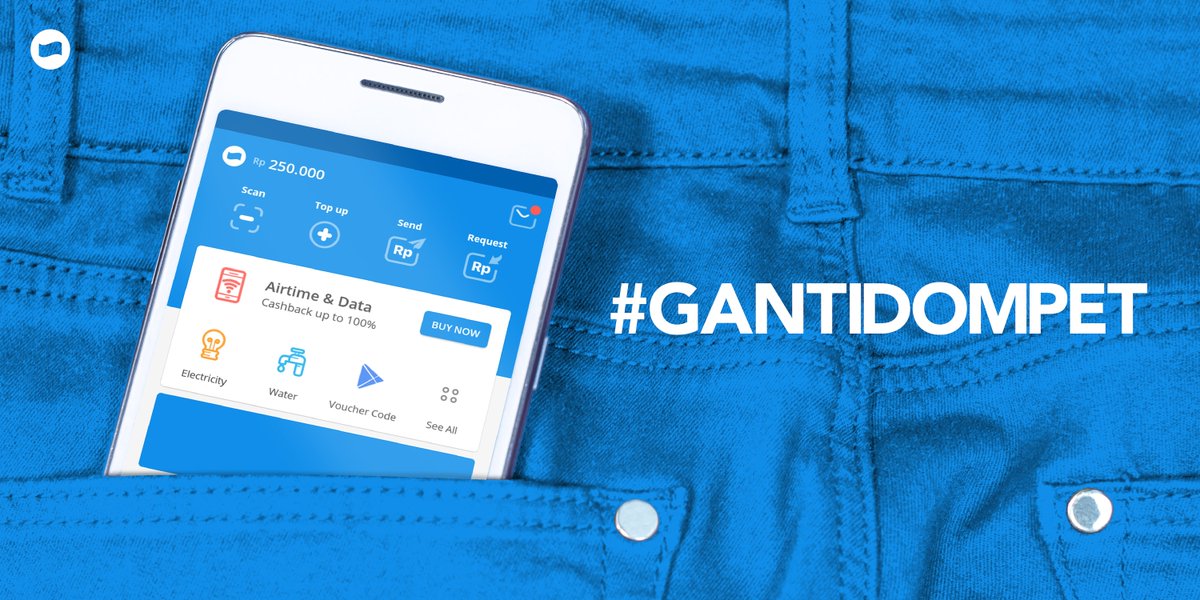 Rp 250.000
Scan
Top up
Send
Request
Rp
Rp
Airtime & Data
Cashback up to 100%
BUY NOW
Electricity
Water
Voucher Code
See All
#GANTIDOMPET